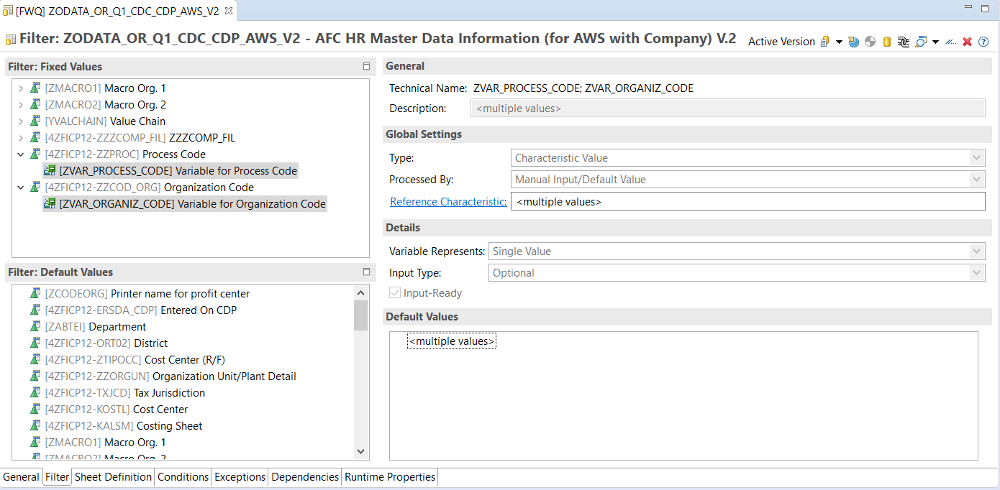 [FWQ] ZODATA_OR_Q1_CDC_CDP_AWS_V2
Filter: ZODATA_OR_Q1_CDC_CDP_AWS_V2 - AFC HR Master Data Information (for AWS with Company) V.2
Active Version
Filter: Fixed Values
[ZMACRO1] Macro Org. 1
[ZMACRO2] Macro Org. 2
[YVALCHAIN] Value Chain
[4ZFICP12-ZZZCOMP_FIL] ZZZCOMP_FIL
[4ZFICP12-ZZPROC] Process Code
[ZVAR_PROCESS_CODE] Variable for Process Code
[4ZFICP12-ZZCOD_ORG] Organization Code
[ZVAR_ORGANIZ_CODE] Variable for Organization Code
Filter: Default Values
[ZCODEORG] Printer name for profit center
[4ZFICP12-ERSDA_CDP] Entered On CDP
[ZABTEI] Department
[4ZFICP12-ORT02] District
[4ZFICP12-ZTIPOCC] Cost Center (R/F)
[4ZFICP12-ZZORGUN] Organization Unit/Plant Detail
[4ZFICP12-TXJCD] Tax Jurisdiction
[4ZFICP12-KOSTL] Cost Center
[4ZFICP12-KALSM] Costing Sheet
[ZMACRO1] Macro Org. 1
[ZMACRO2] Macro Org. 2
General
Technical Name: ZVAR_PROCESS_CODE; ZVAR_ORGANIZ_CODE
Description: <multiple values>
Global Settings
Type: Characteristic Value
Processed By: Manual Input/Default Value
Reference Characteristic: <multiple values>
Details
Variable Represents: Single Value
Input Type: Optional
Input-Ready
Default Values
<multiple values>
General Filter Sheet Definition Conditions Exceptions Dependencies Runtime Properties